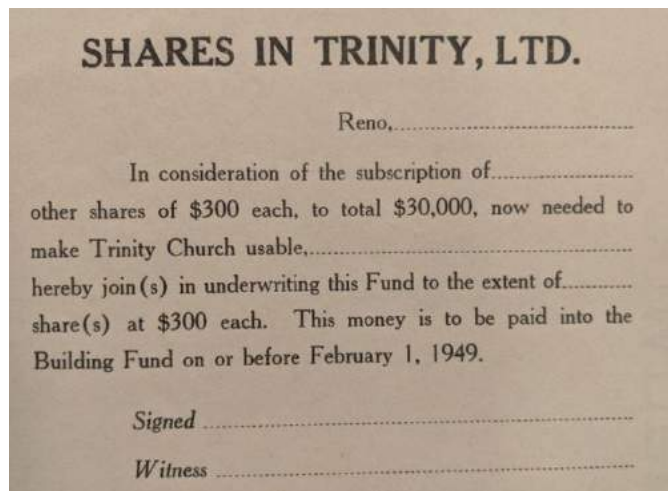 SHARES IN TRINITY, LTD.
Reno,..............................
In consideration of the subscription of....................
other shares of $300 each, to total $30,000, now needed to
make Trinity Church usable,..............................
hereby join(s) in underwriting this Fund to the extent of............
share(s) at $300 each. This money is to be paid into the
Building Fund on or before February 1, 1949.
Signed ..............................
Witness ..............................